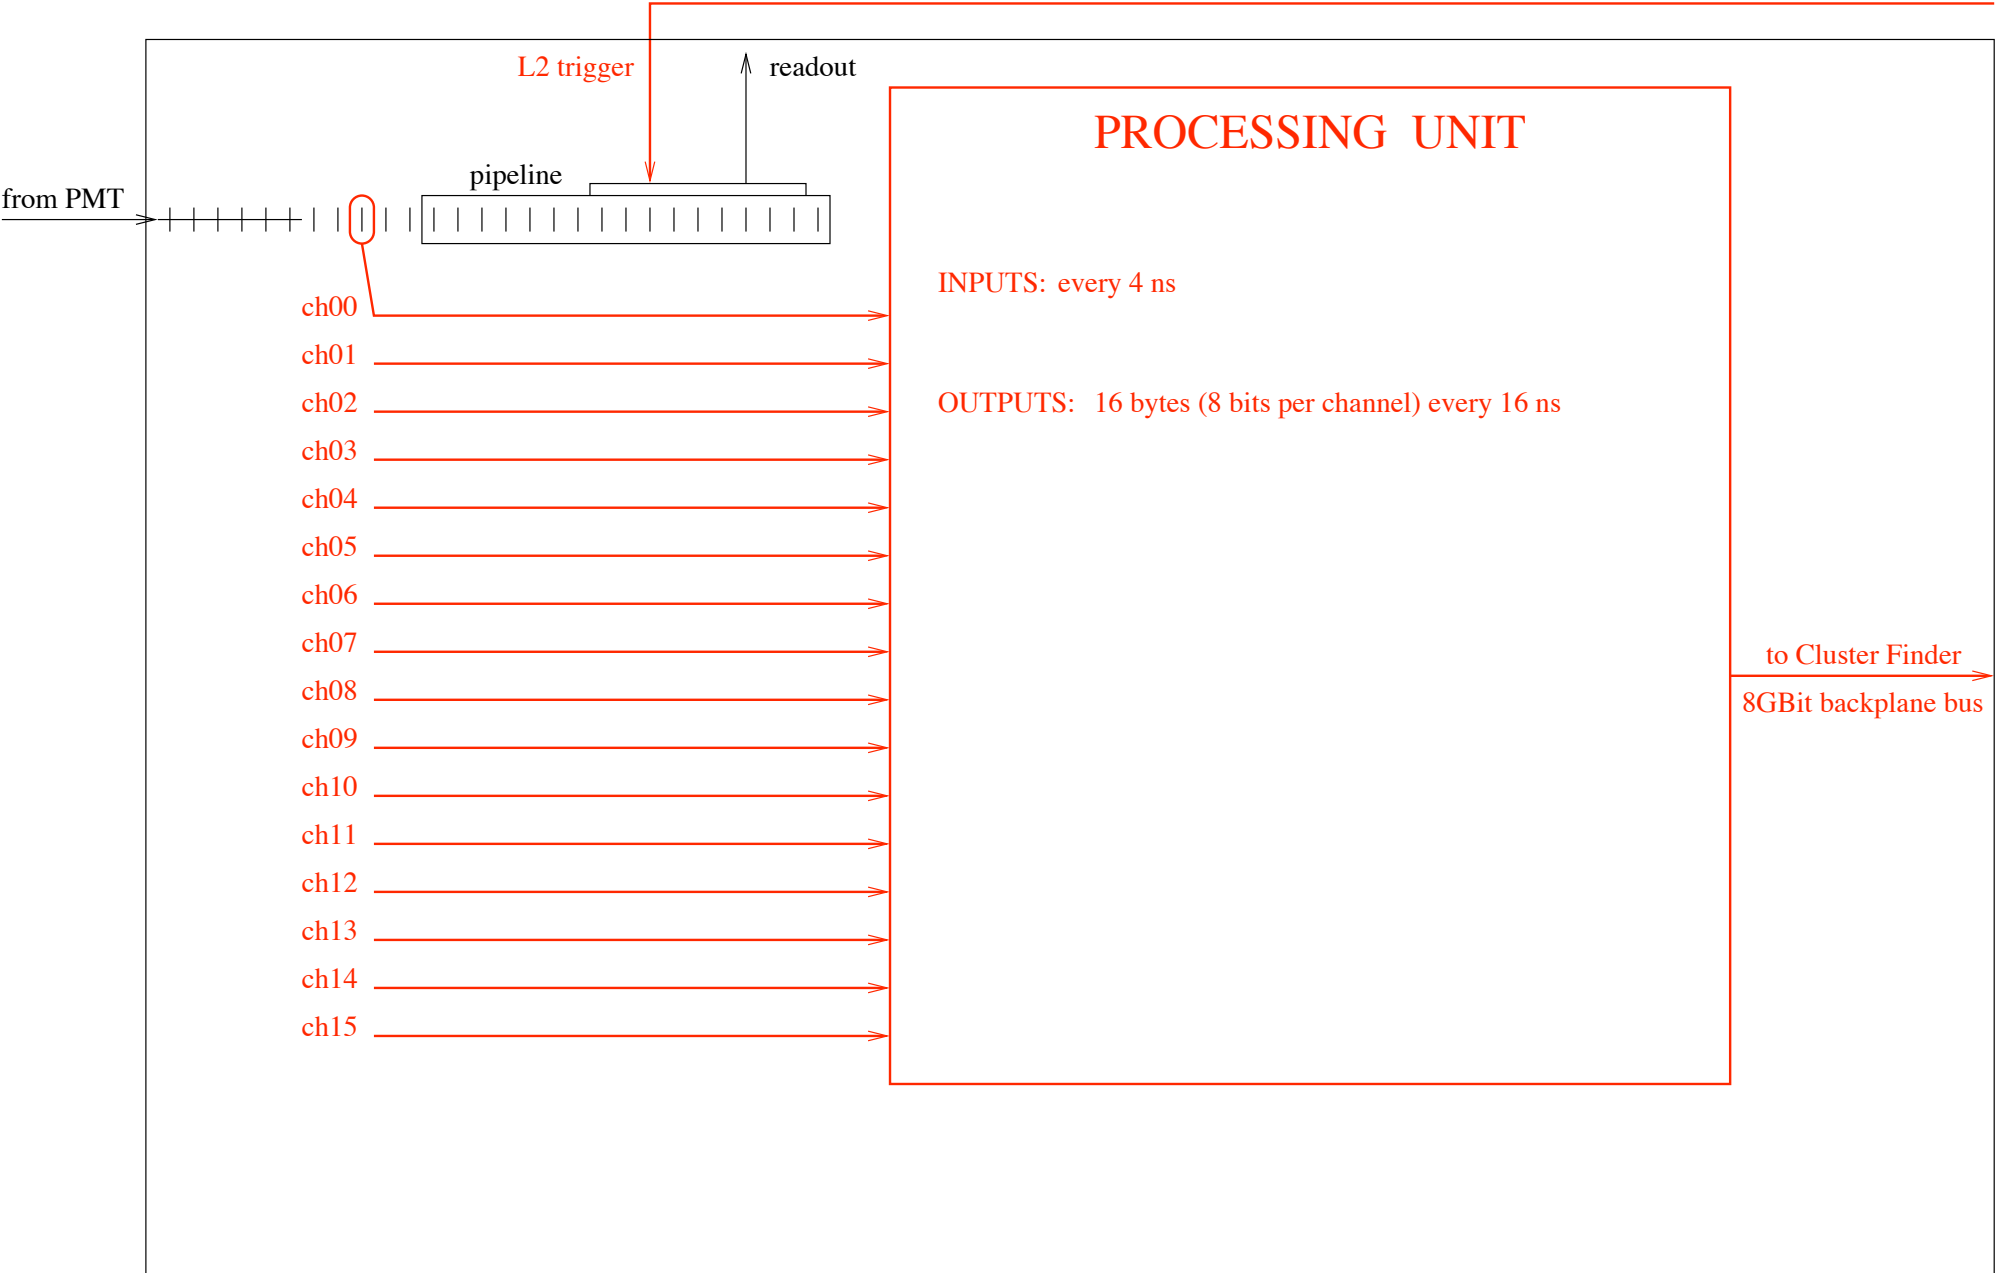 L2 trigger
readout
PROCESSING UNIT
pipeline
from PMT
INPUTS: every 4 ns
ch00
ch01
OUTPUTS: 16 bytes (8 bits per channel) every 16 ns
ch02
ch03
ch04
ch05
ch06
ch07
to Cluster Finder
8GBit backplane bus
ch08
ch09
ch10
ch11
ch12
ch13
ch14
ch15